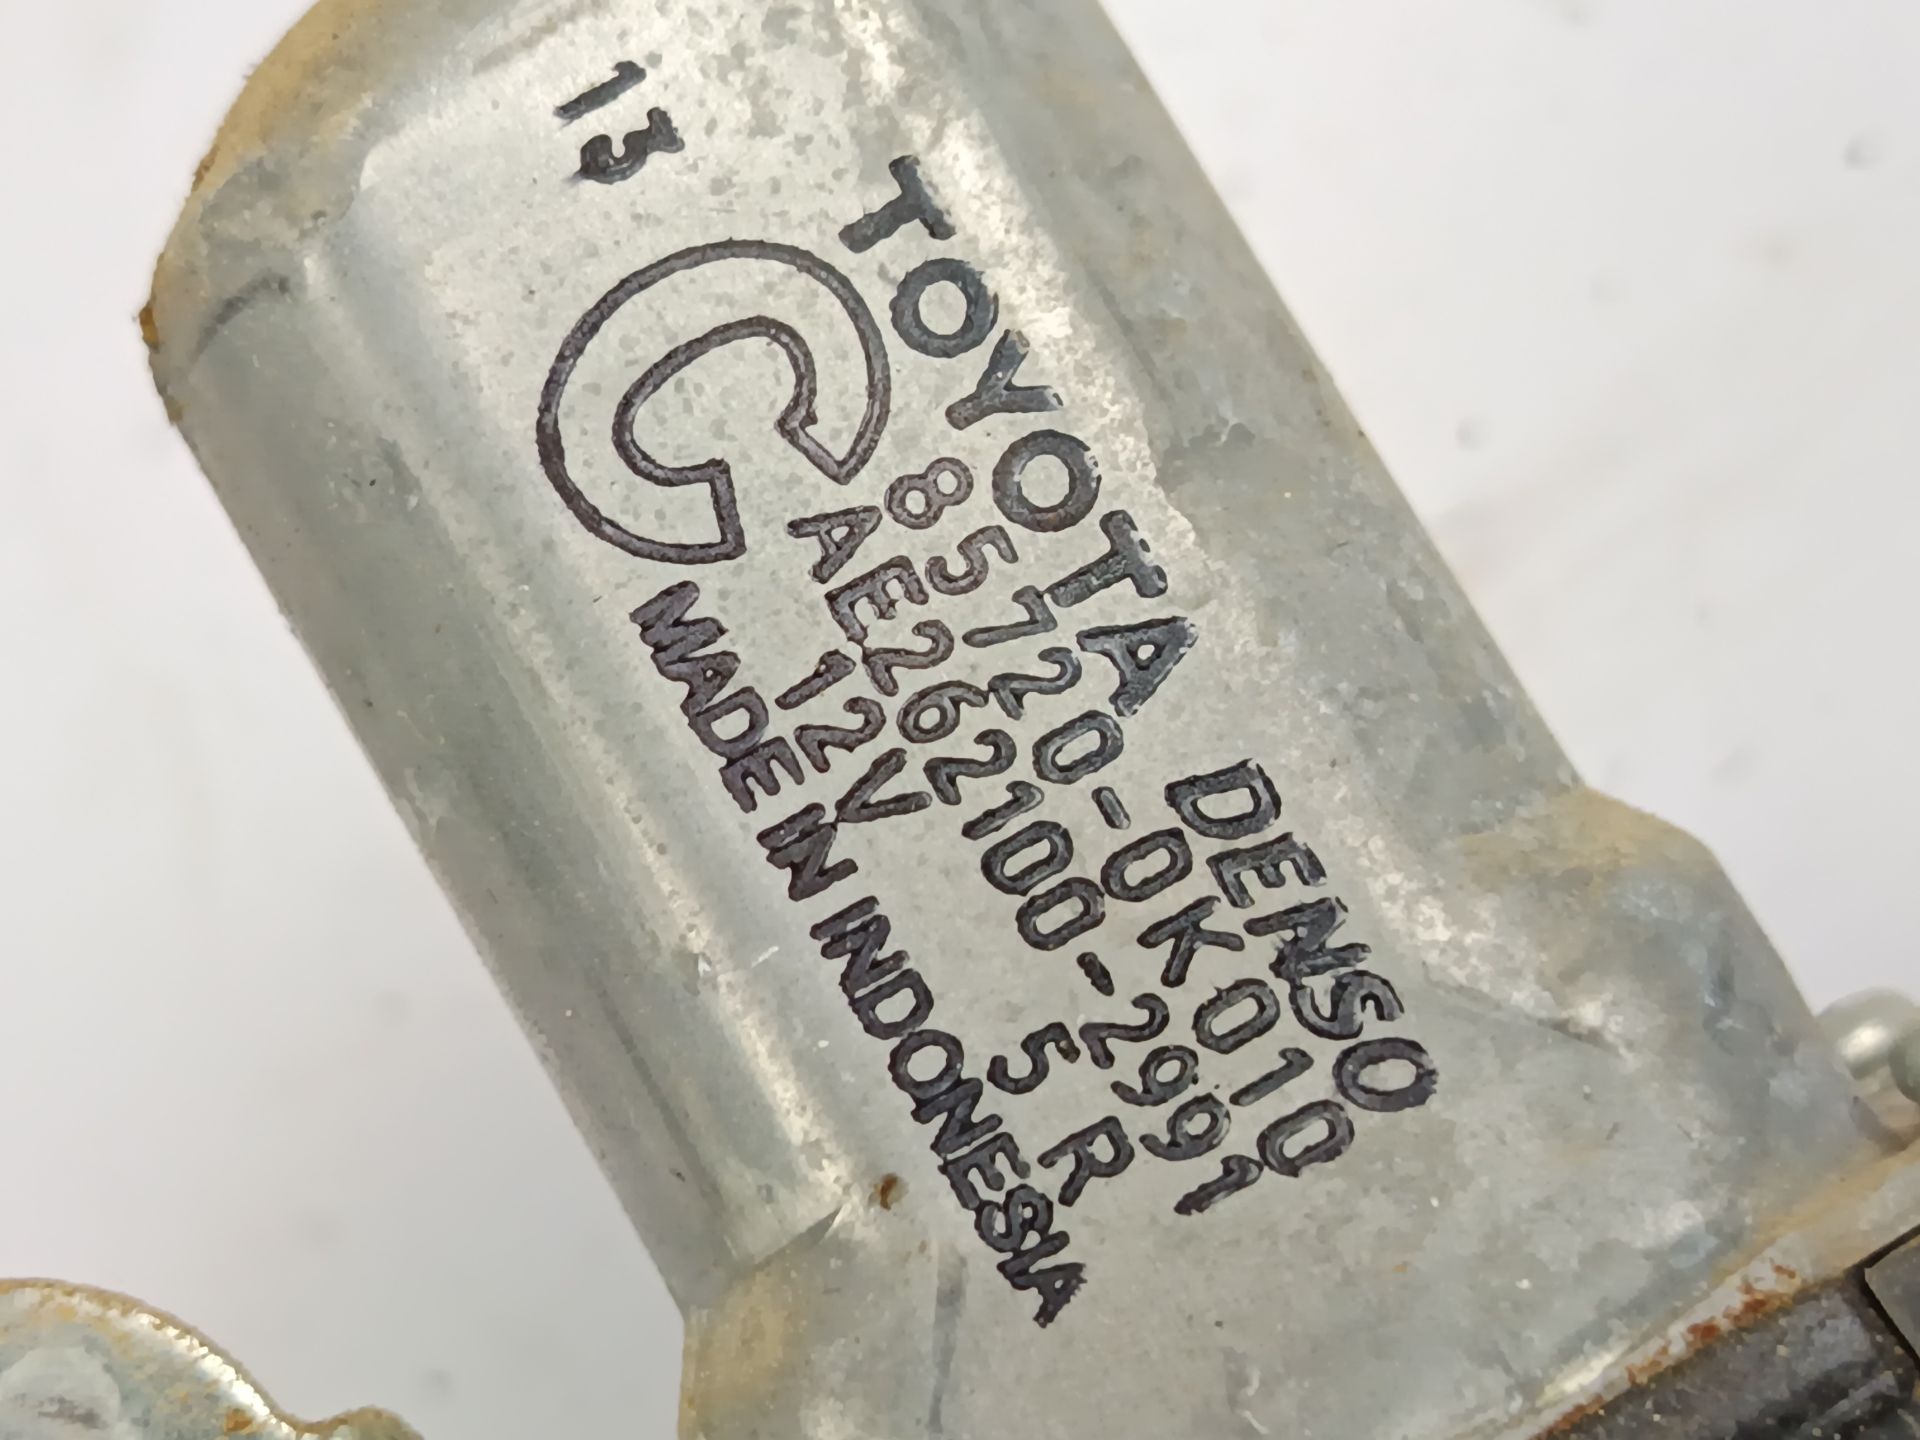 TOYOTA DENSO
85720-0K010
AE262100-2991
12V 5 R
C MADE IN INDONESIA
13